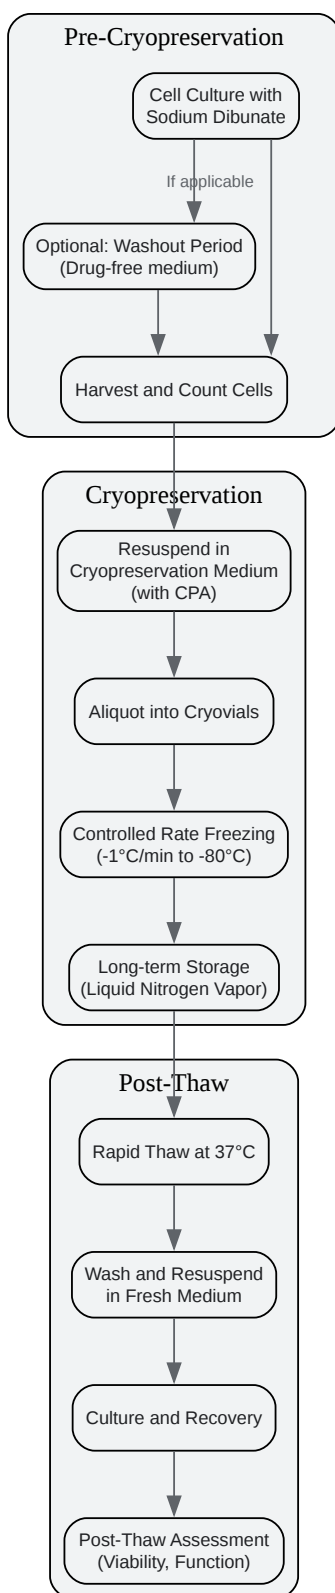 Pre-Cryopreservation
Cell Culture with
Sodium Dibunate
If applicable
Optional: Washout Period
(Drug-free medium)
Harvest and Count Cells
Cryopreservation
Resuspend in
Cryopreservation Medium
(with CPA)
Aliquot into Cryovials
Controlled Rate Freezing
(-1°C/min to -80°C)
Long-term Storage
(Liquid Nitrogen Vapor)
Post-Thaw
Rapid Thaw at 37°C
Wash and Resuspend
in Fresh Medium
Culture and Recovery
Post-Thaw Assessment
(Viability, Function)